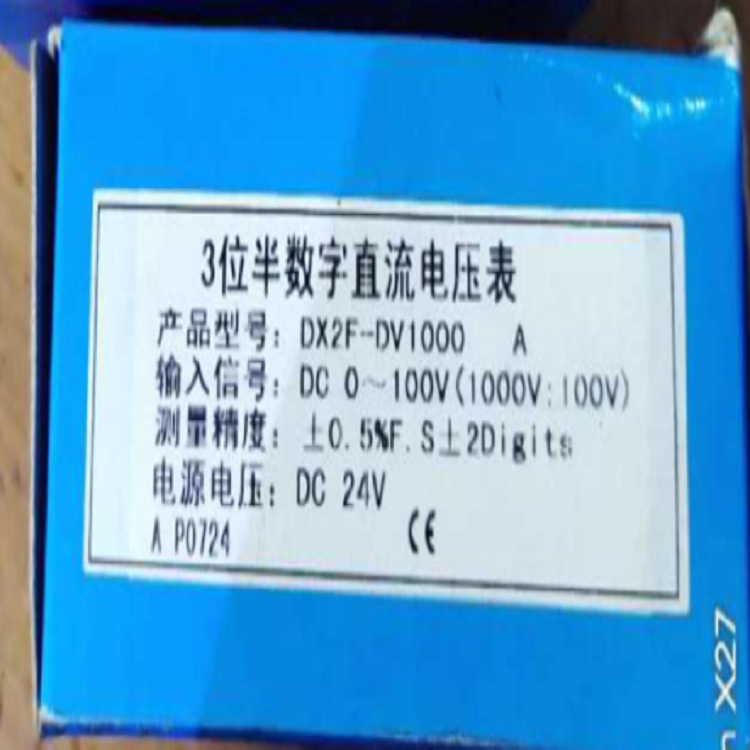 3位半数字直流电压表
产品型号: DX2F-DV1000 A
输入信号: DC 0~100V(1000V:100V)
测量精度: ±0.5%F.S±2Digits
电源电压: DC 24V
A P0724 CE
X27